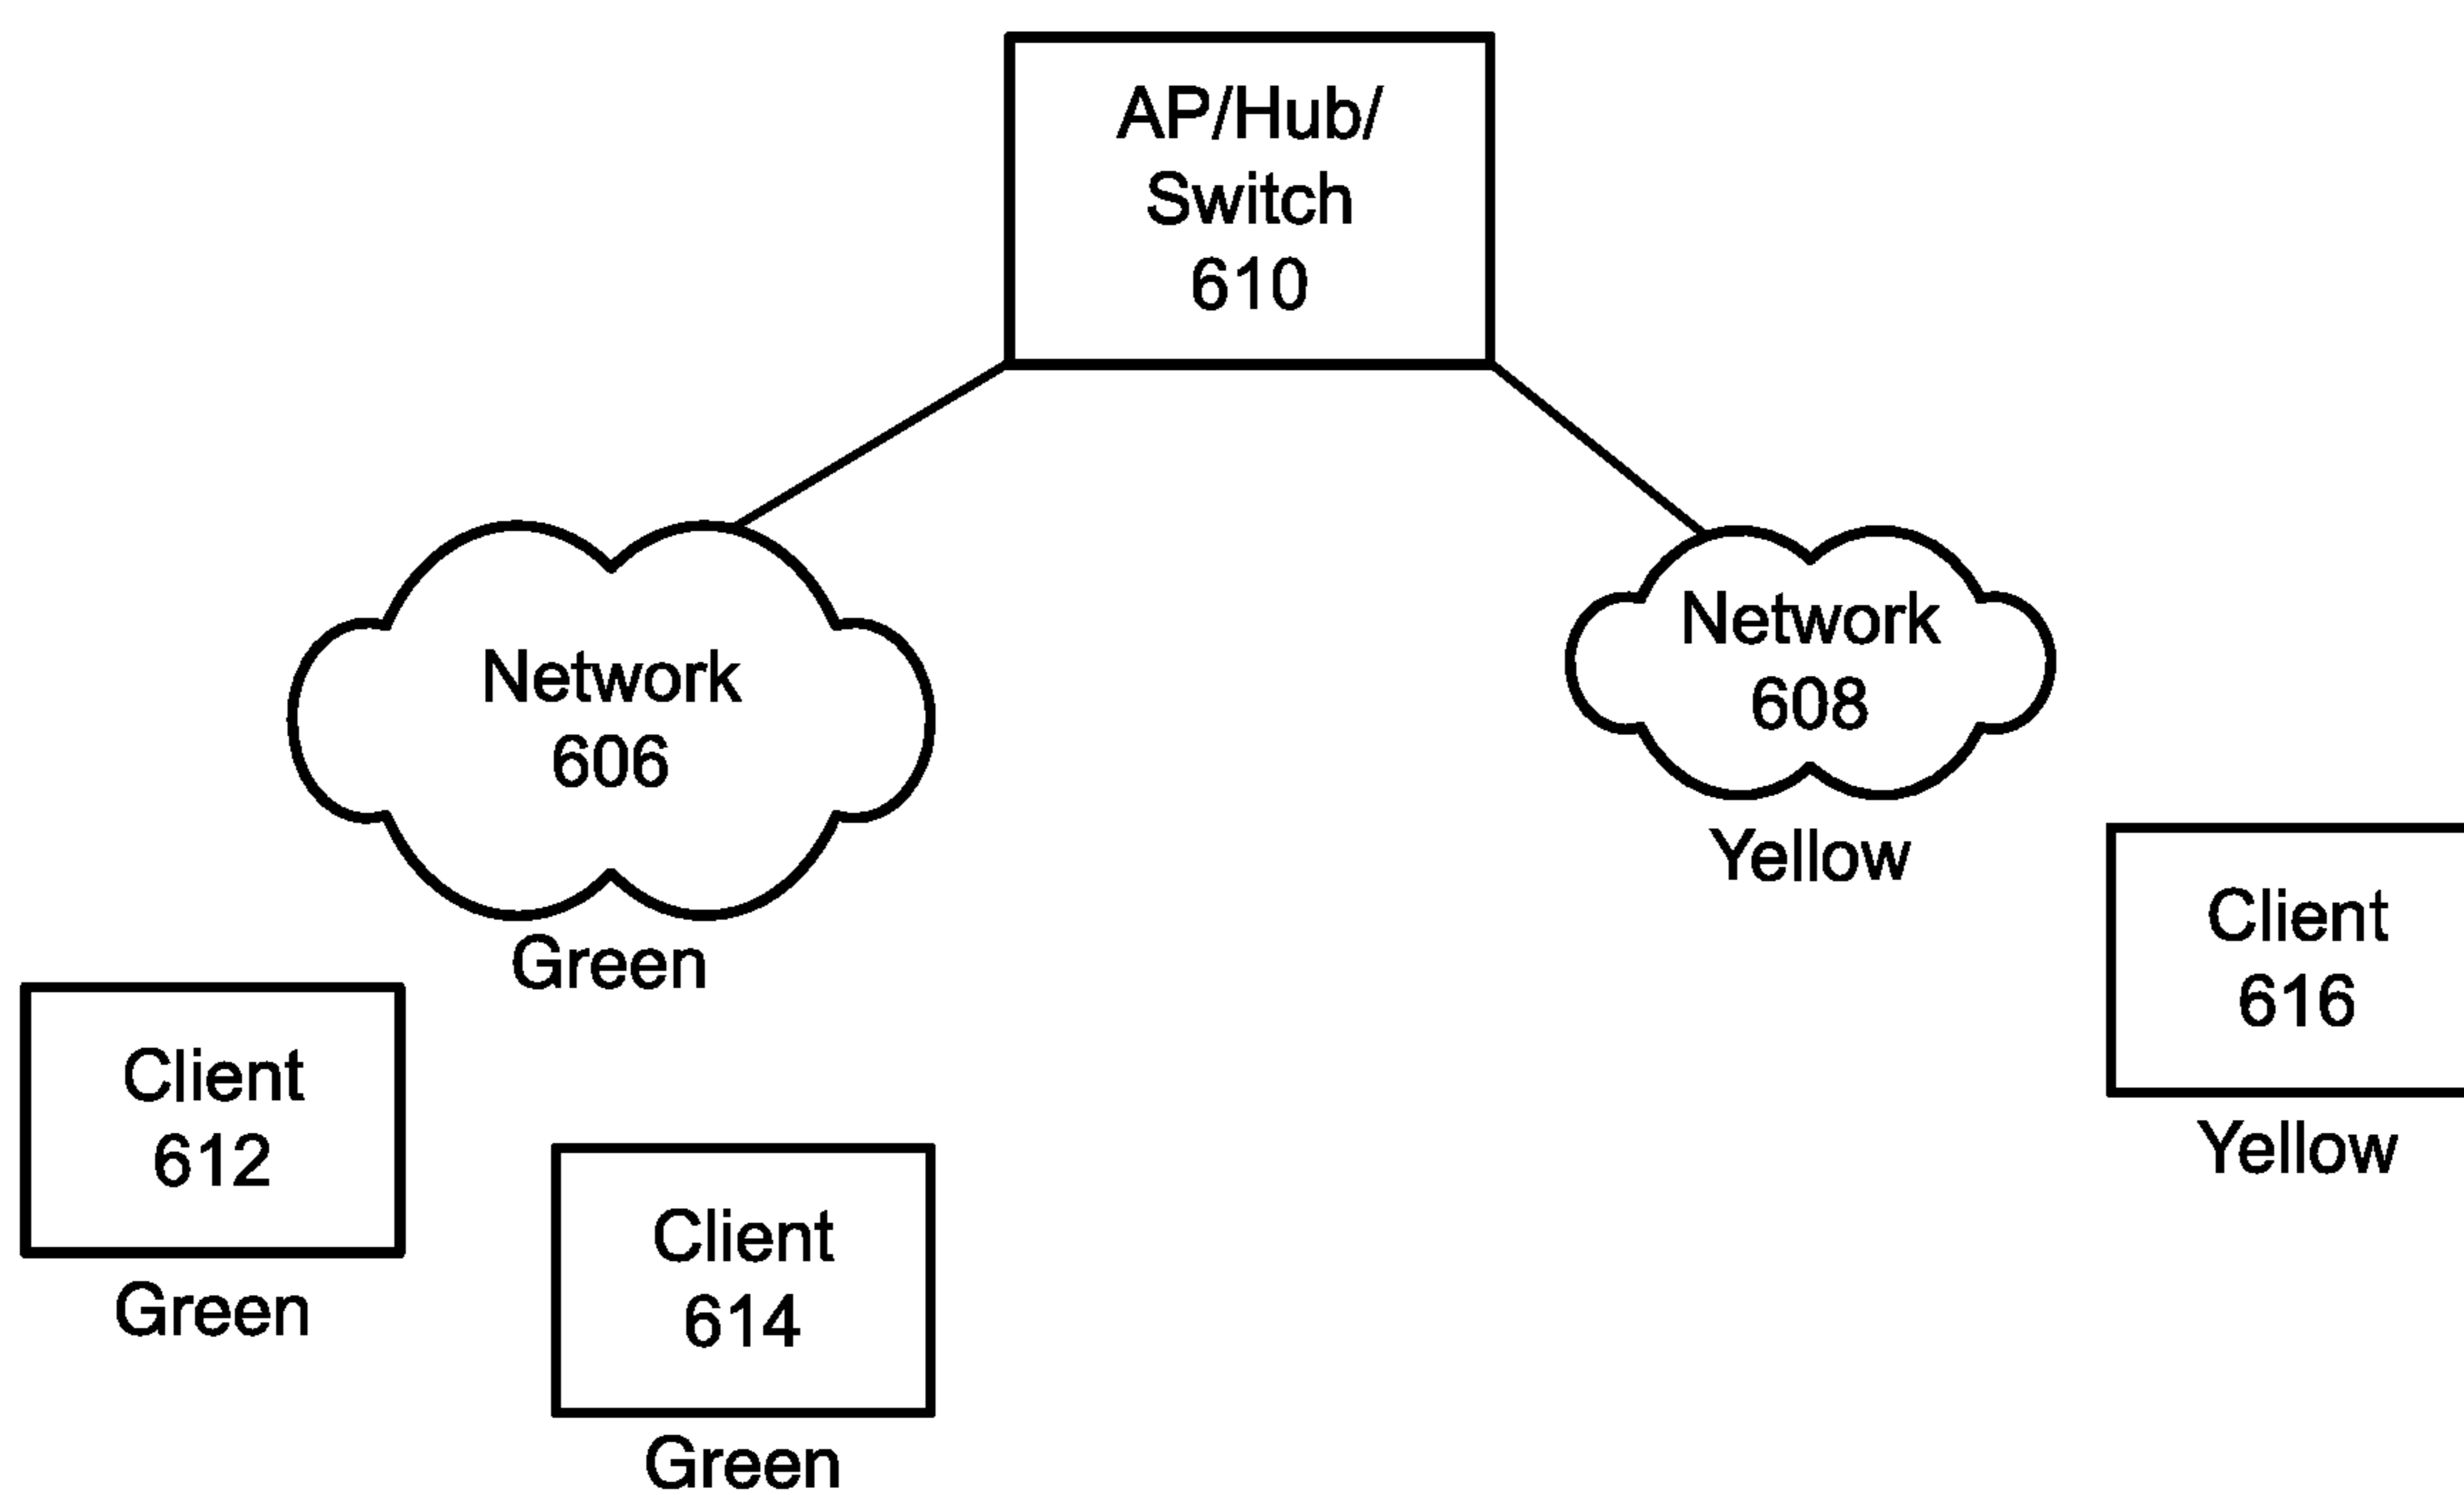 AP/Hub/
Switch
610
Network
606
Green
Network
608
Yellow
Client
612
Green
Client
614
Green
Client
616
Yellow